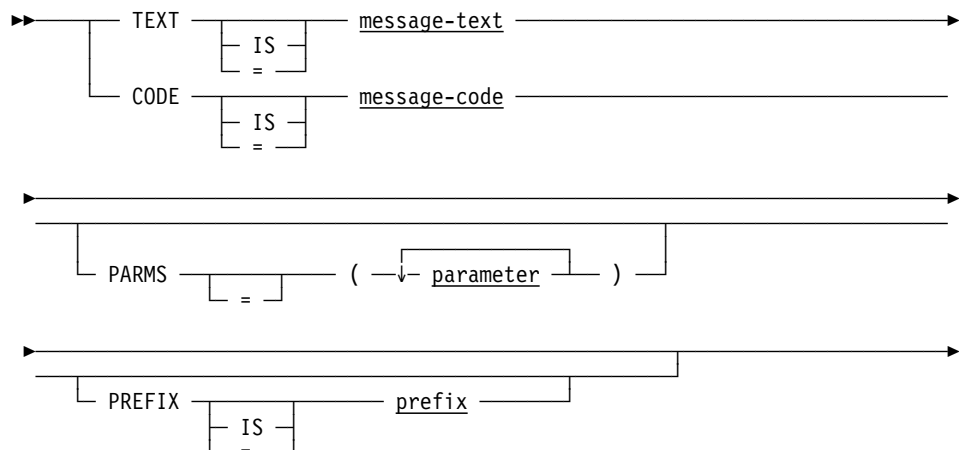 TEXT message-text
IS
=
CODE message-code
IS
=
PARMS ( parameter )
=
PREFIX prefix
IS
=